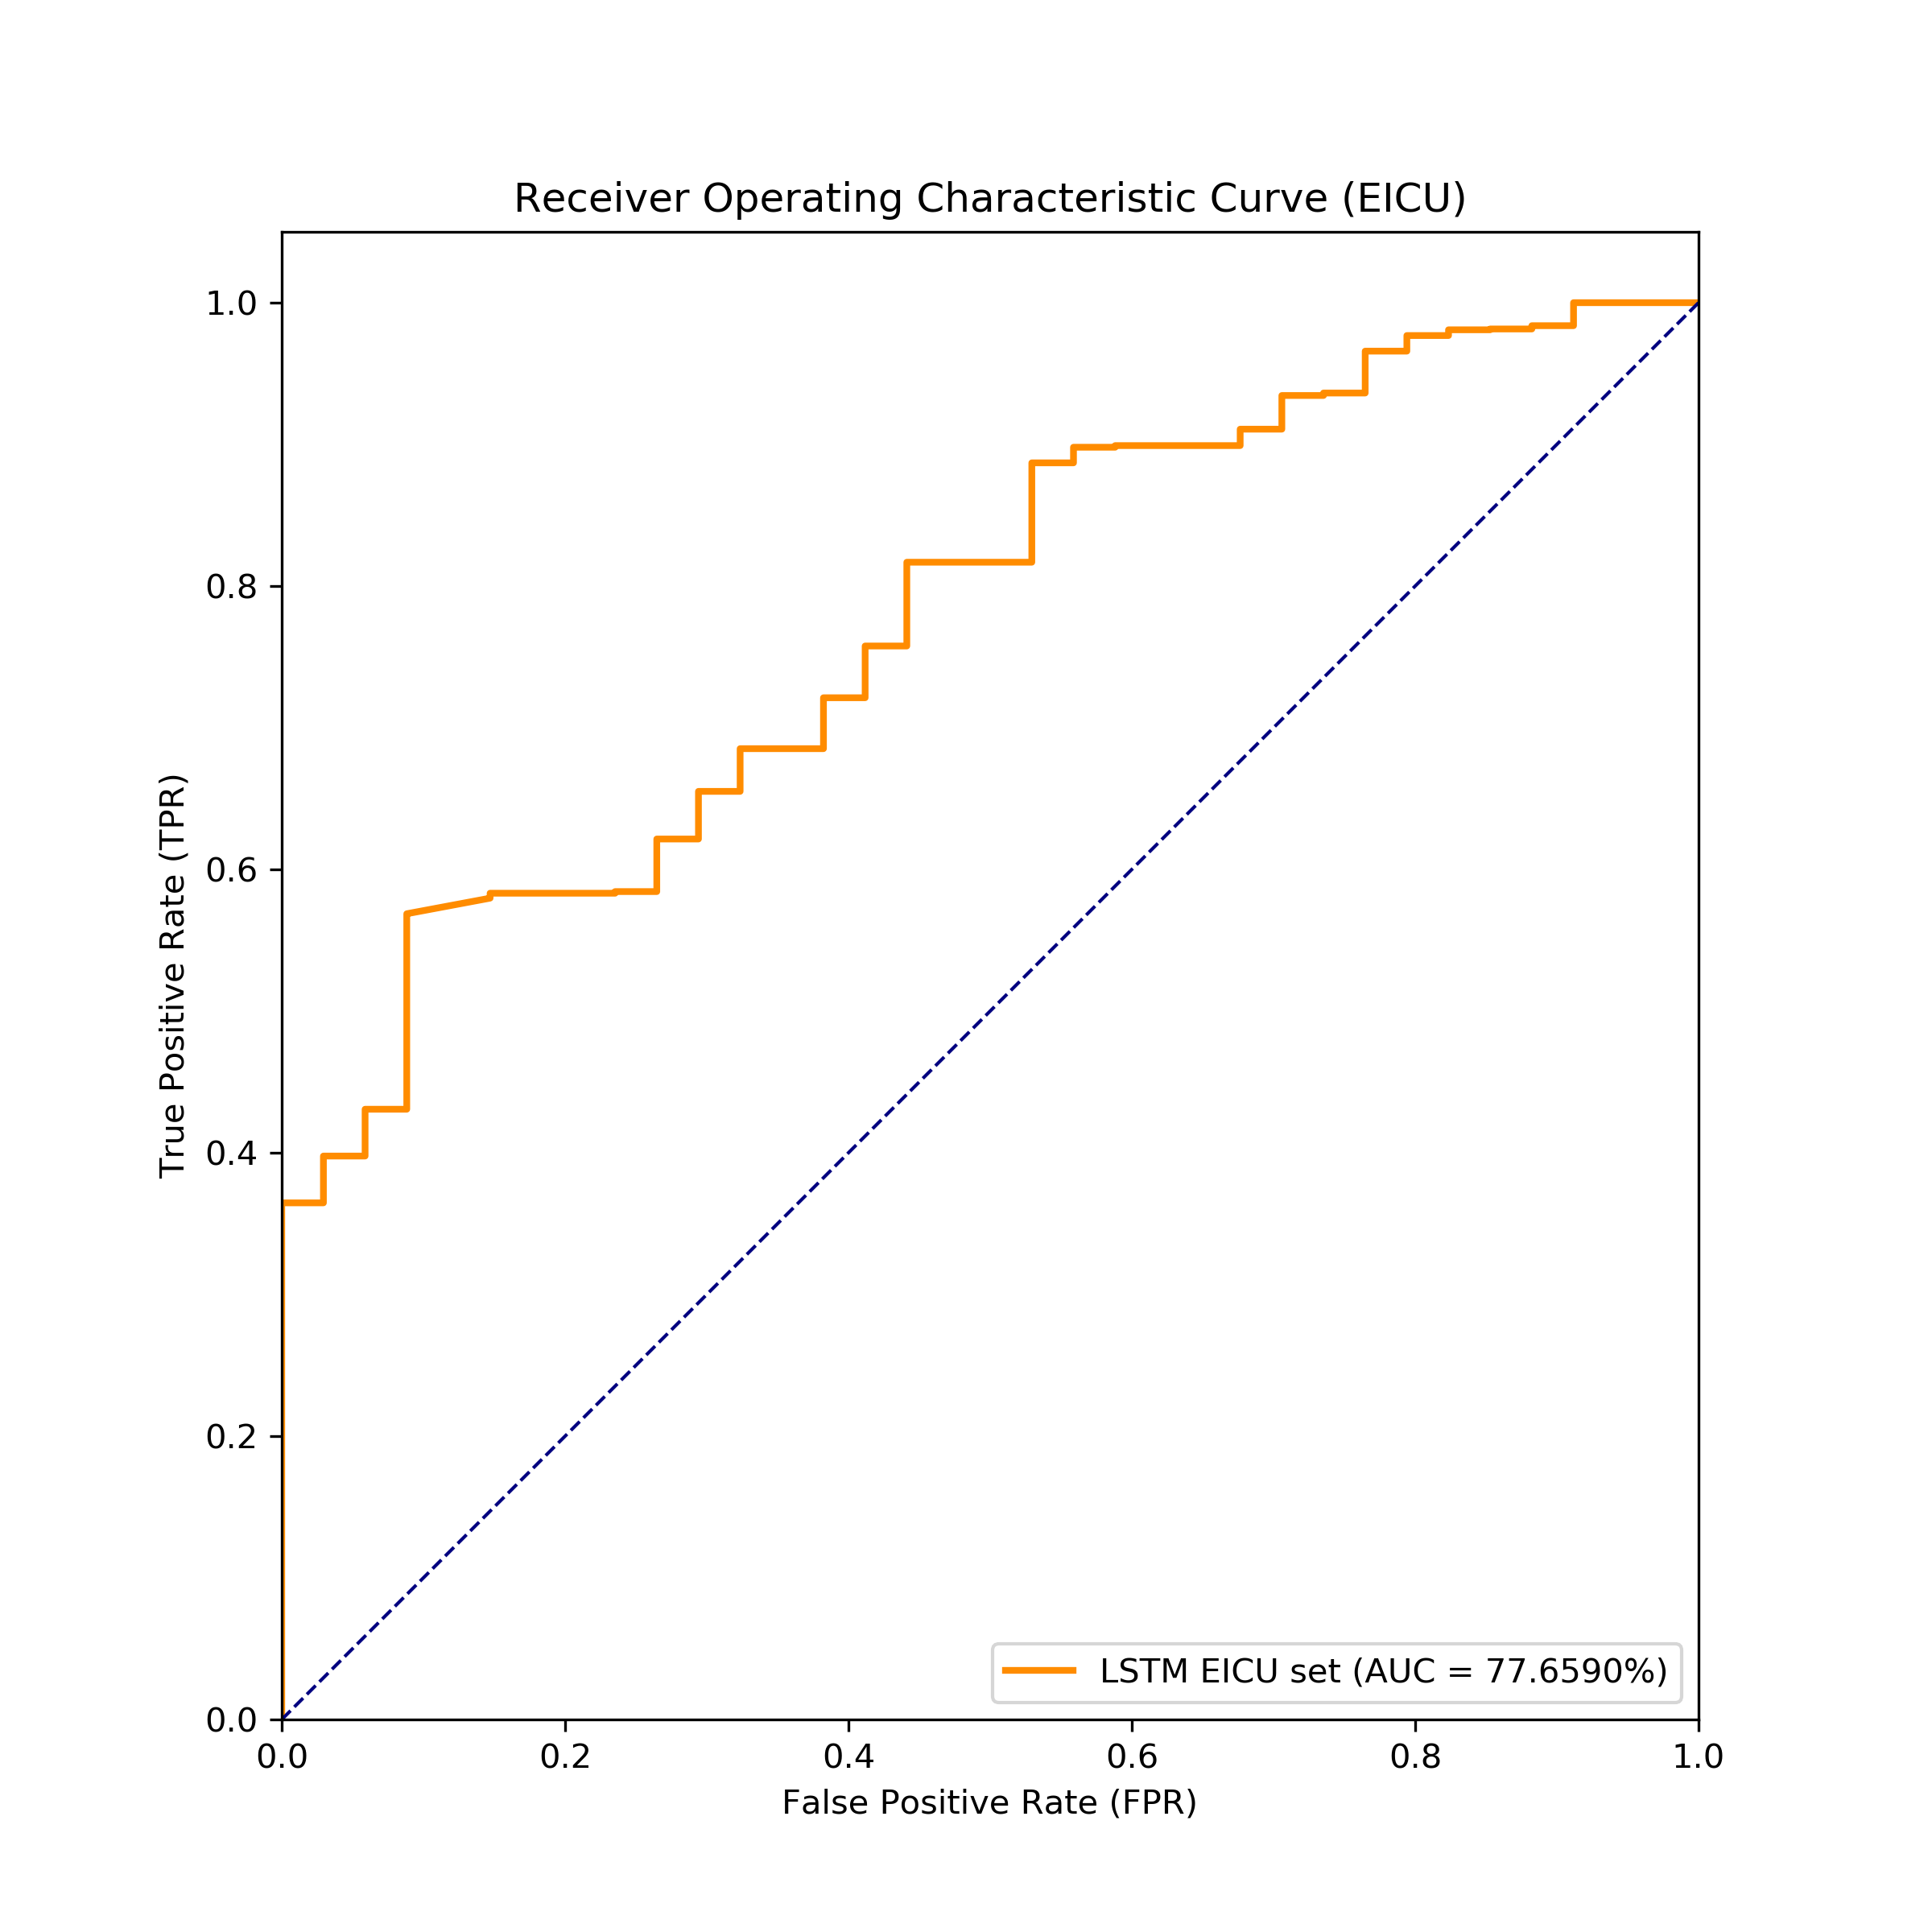 Receiver Operating Characteristic Curve (EICU)
1.0
0.8
0.6
0.4
0.2
0.0
True Positive Rate (TPR)
LSTM EICU set (AUC = 77.6590%)
0.0 0.2 0.4 0.6 0.8 1.0
False Positive Rate (FPR)